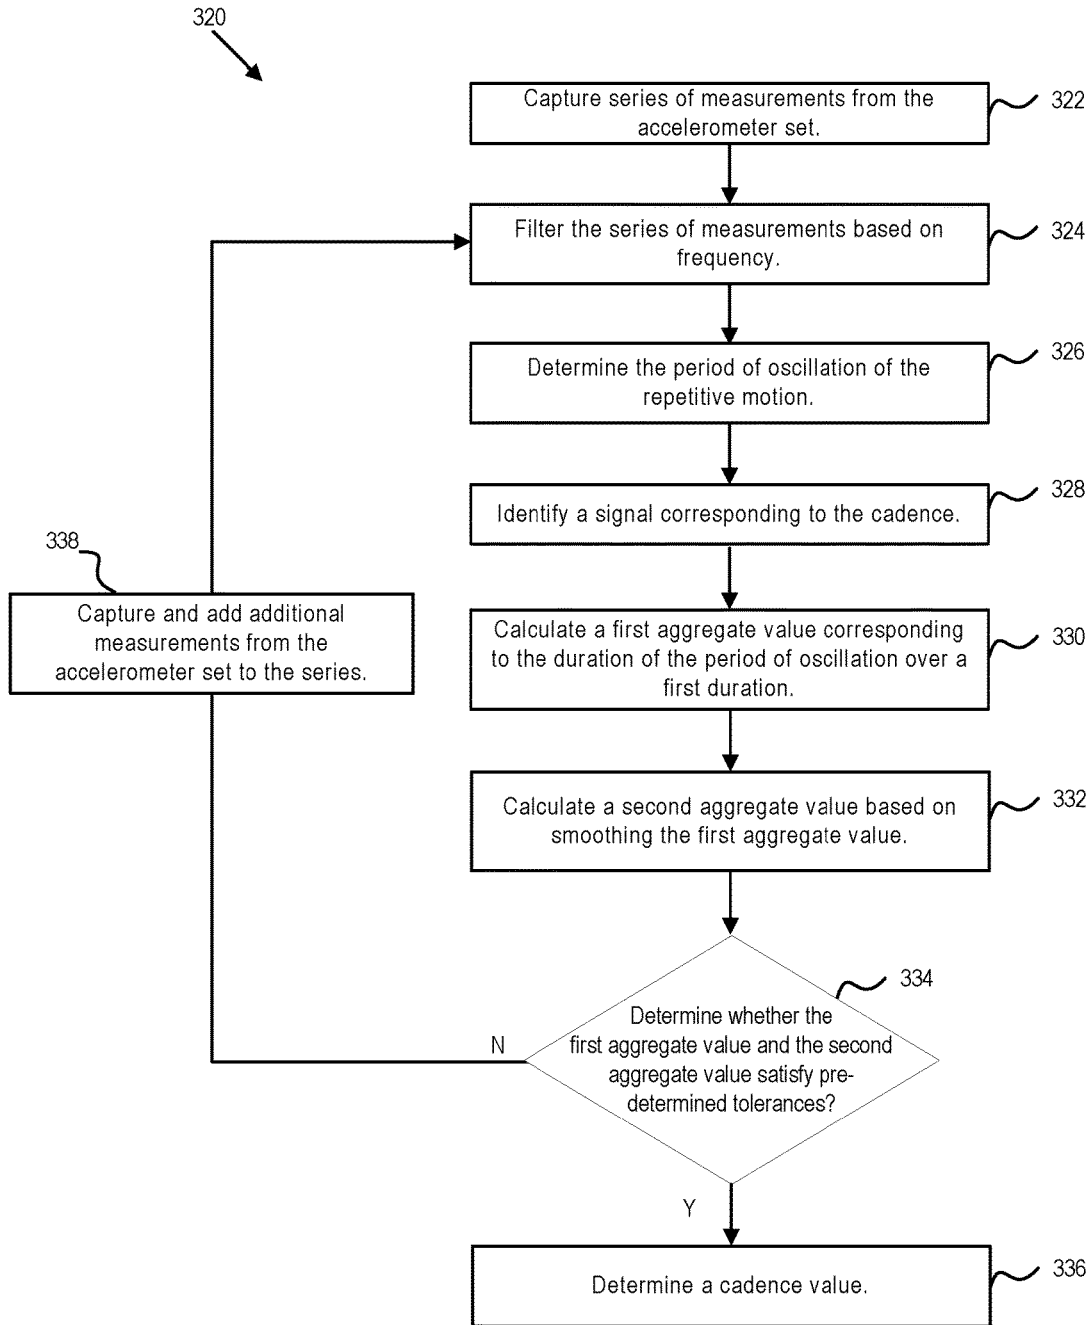 320
Capture series of measurements from the
accelerometer set.
322
Filter the series of measurements based on
frequency.
324
Determine the period of oscillation of the
repetitive motion.
326
Identify a signal corresponding to the cadence.
328
338
Capture and add additional
measurements from the
accelerometer set to the series.
Calculate a first aggregate value corresponding
to the duration of the period of oscillation over a
first duration.
330
Calculate a second aggregate value based on
smoothing the first aggregate value.
332
334
Determine whether the
first aggregate value and the second
aggregate value satisfy pre-
determined tolerances?
N
Y
Determine a cadence value.
336